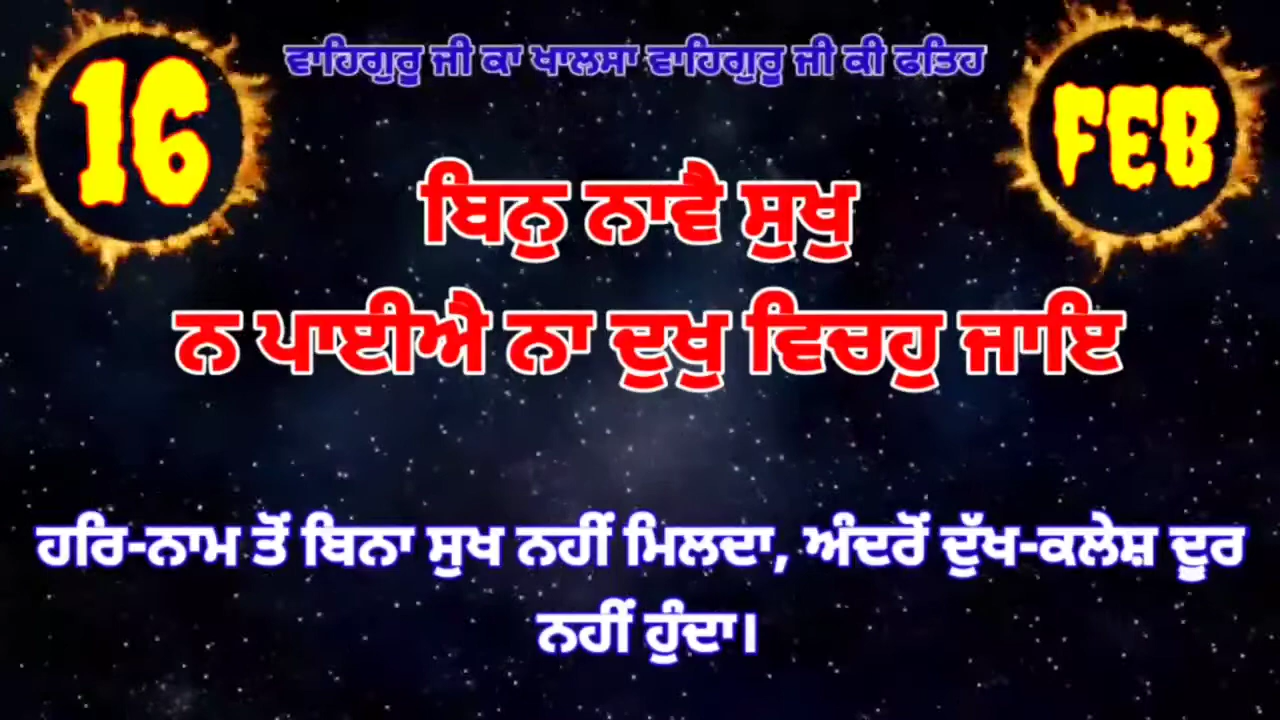 ਵਾਹਿਗੁਰੂ ਜੀ ਕਾ ਖਾਲਸਾ ਵਾਹਿਗੁਰੂ ਜੀ ਕੀ ਫਤਿਹ
16
FEB
ਬਿਨੁ ਨਾਵੈ ਸੁਖੁ
ਨ ਪਾਈਐ ਨਾ ਦੁਖੁ ਵਿਚਹੁ ਜਾਇ
ਹਰਿ-ਨਾਮ ਤੋਂ ਬਿਨਾ ਸੁਖ ਨਹੀਂ ਮਿਲਦਾ, ਅੰਦਰੋਂ ਦੁੱਖ-ਕਲੇਸ਼ ਦੂਰ
ਨਹੀਂ ਹੁੰਦਾ।